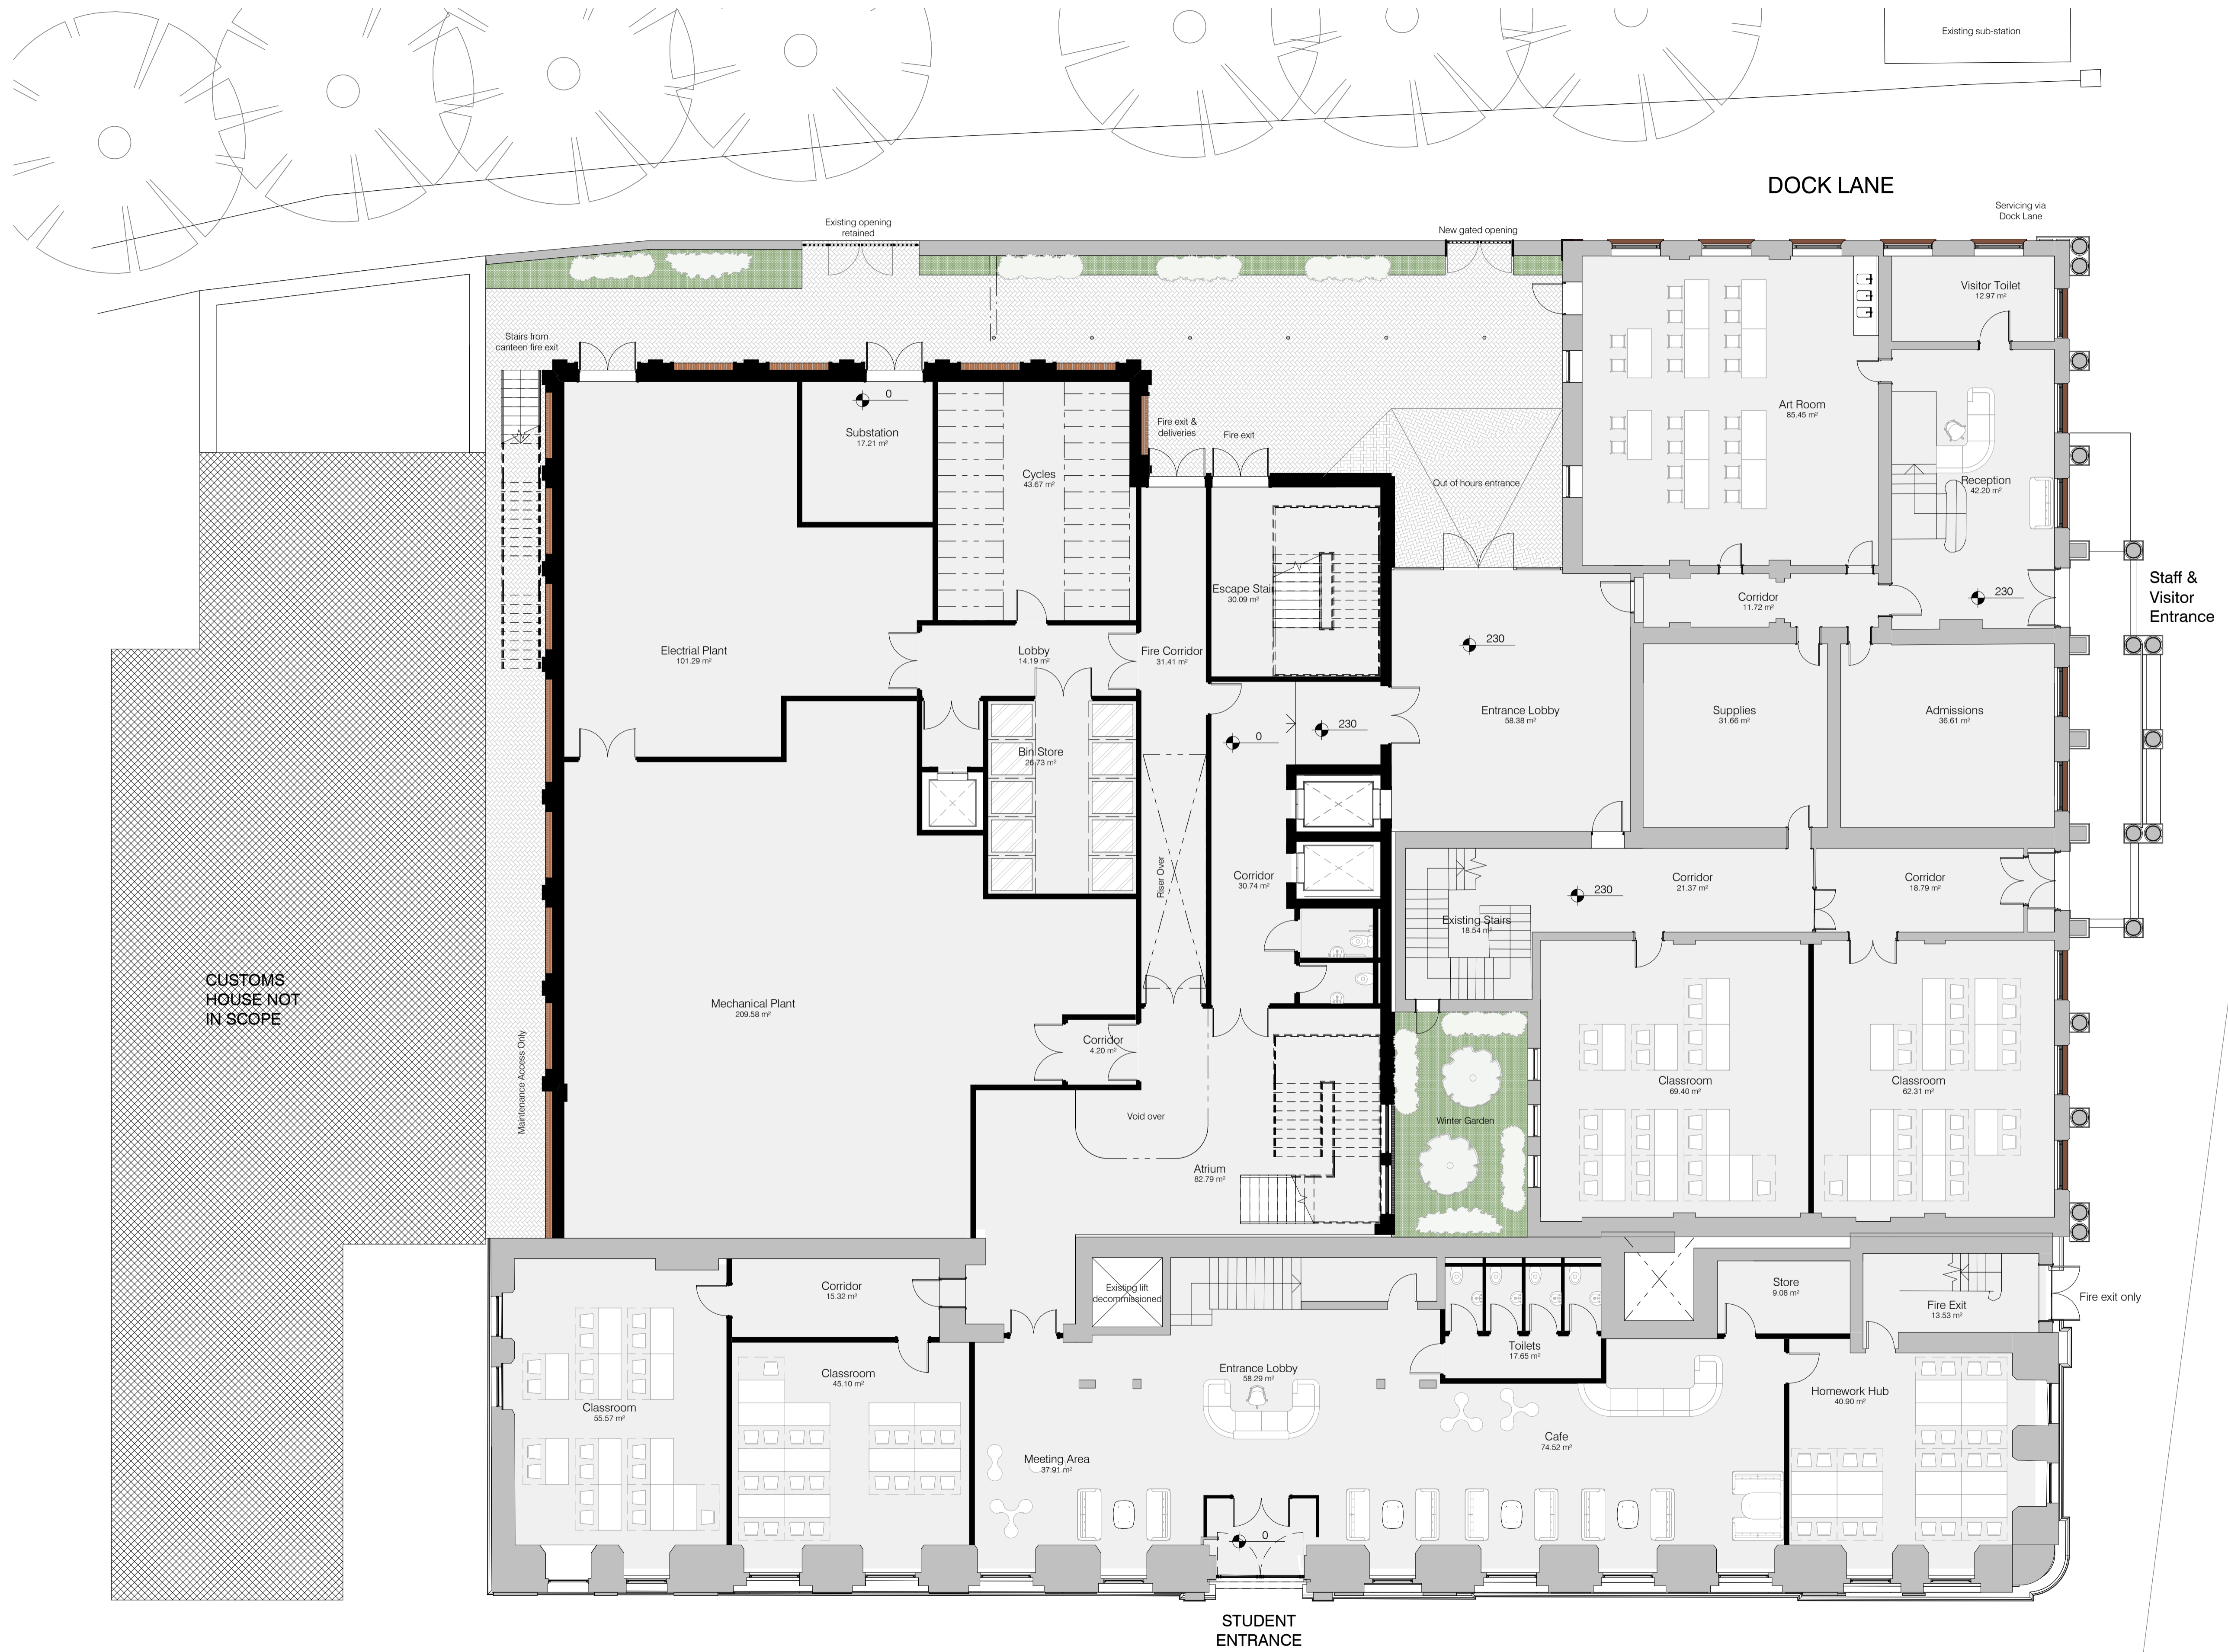 Existing sub-station
DOCK LANE
Servicing via
Dock Lane
Existing opening
retained
New gated opening
Visitor Toilet
12.97 m²
Stairs from
canteen fire exit
0
Substation
17.21 m²
Art Room
85.45 m²
Fire exit &
deliveries
Fire exit
Cycles
43.67 m²
Out of hours entrance
Reception
42.20 m²
Escape Stair
30.09 m²
Corridor
11.72 m²
230
Staff &
Visitor
Entrance
230
Electrial Plant
101.29 m²
Lobby
14.19 m²
Fire Corridor
31.41 m²
Entrance Lobby
58.38 m²
Supplies
31.66 m²
Admissions
36.61 m²
230
0
Bin Store
26.73 m²
Riser Over
Corridor
30.74 m²
Corridor
21.37 m²
Corridor
18.79 m²
230
Existing Stairs
18.54 m²
CUSTOMS
HOUSE NOT
IN SCOPE
Mechanical Plant
209.58 m²
Maintenance Access Only
Corridor
4.20 m²
Void over
Winter Garden
Classroom
69.40 m²
Classroom
62.31 m²
Atrium
82.79 m²
Corridor
15.32 m²
Existing lift
decommissioned
Store
9.08 m²
Fire Exit
13.53 m²
Fire exit only
Toilets
17.65 m²
Classroom
45.10 m²
Entrance Lobby
58.29 m²
Homework Hub
40.90 m²
Classroom
55.57 m²
Cafe
74.52 m²
Meeting Area
37.91 m²
0
STUDENT
ENTRANCE